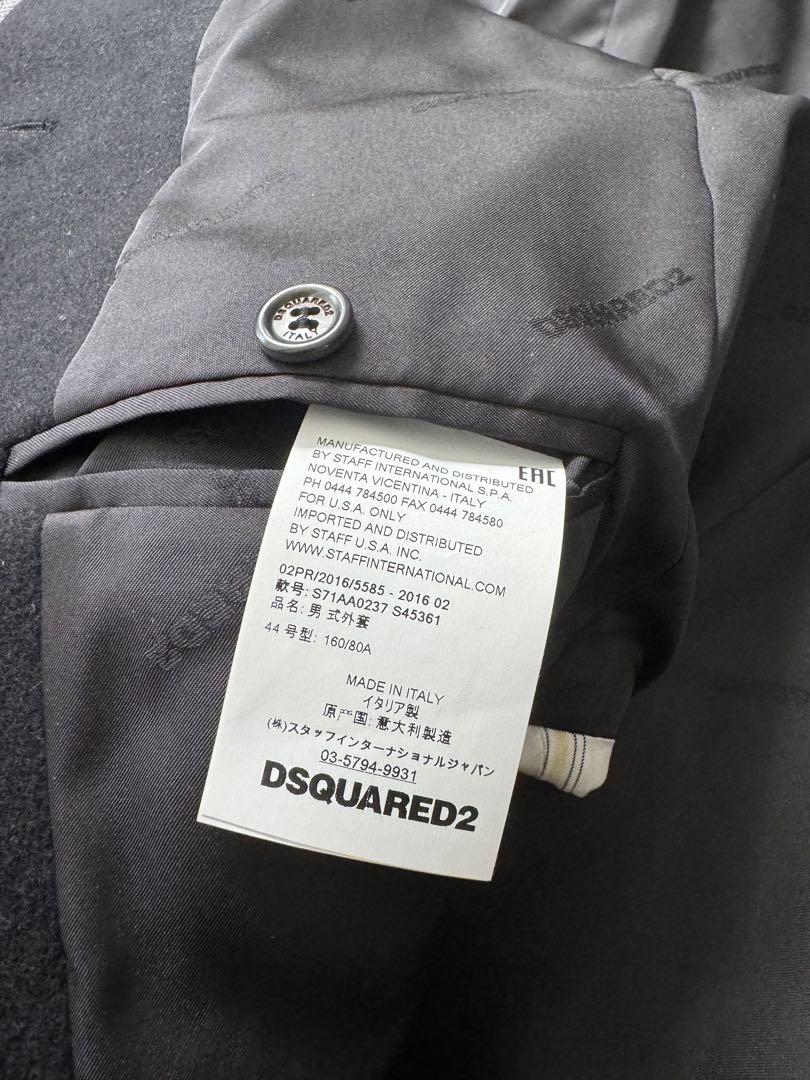 DSQUARED2
DSQUARED2
ITALY
MANUFACTURED AND DISTRIBUTED
BY STAFF INTERNATIONAL S.P.A.
NOVENTA VICENTINA - ITALY
PH 0444 784500 FAX 0444 784580
EAC
FOR U.S.A. ONLY
IMPORTED AND DISTRIBUTED
BY STAFF U.S.A. INC.
WWW.STAFFINTERNATIONAL.COM
02PR/2016/5585 - 2016 02
款号: S71AA0237 S45361
品名: 男 式外套
44 号型: 160/80A
MADE IN ITALY
イタリア製
原产国: 意大利製造
(株)スタッフインターナショナルジャパン
03-5794-9931
DSQUARED2